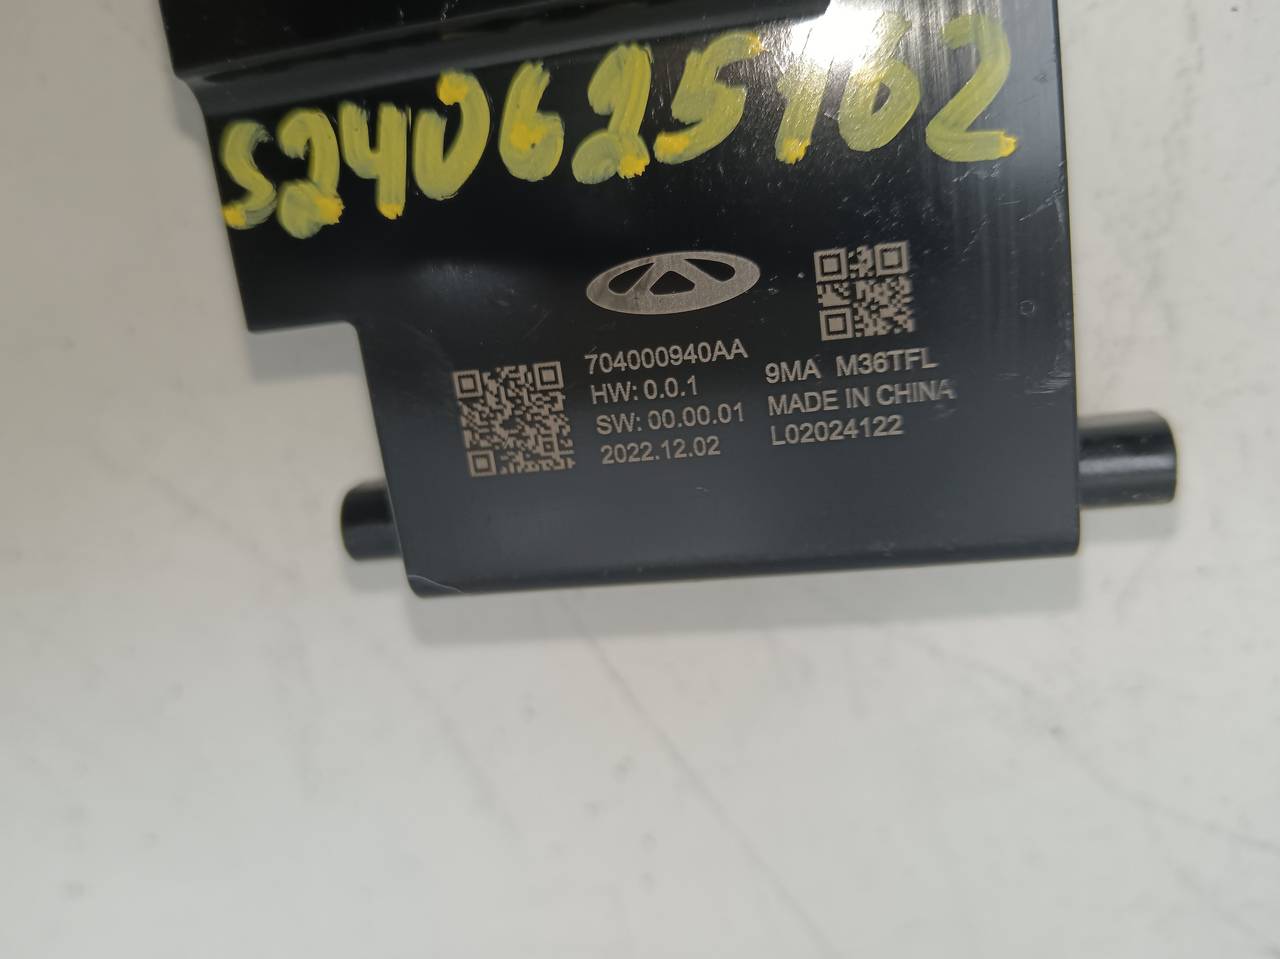 S240625162
704000940AA
HW: 0.0.1
SW: 00.00.01
2022.12.02
9MA M36TFL
MADE IN CHINA
L02024122